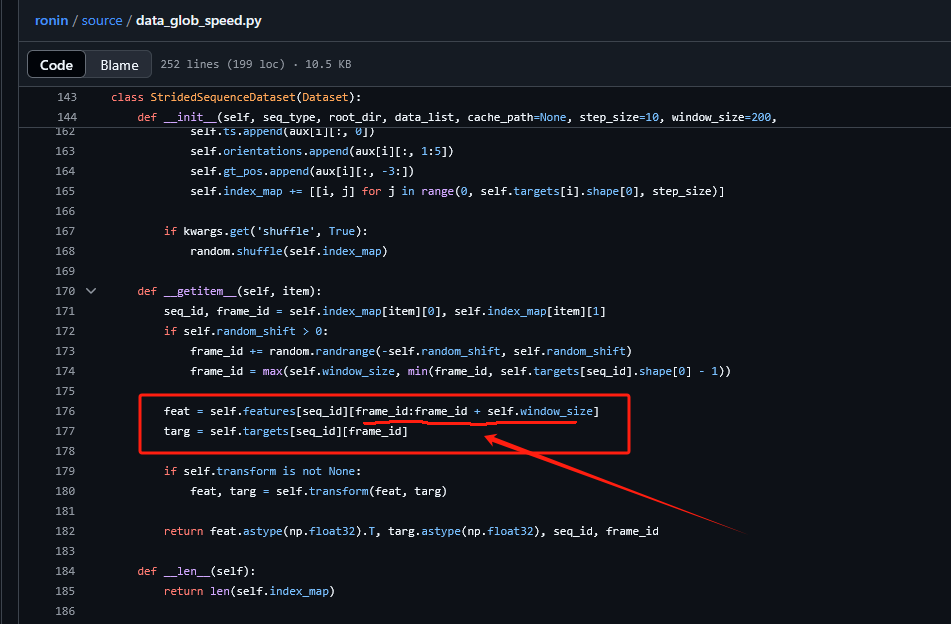 ronin / source / data_glob_speed.py
Code Blame 252 lines (199 loc) · 10.5 KB
143 class StridedSequenceDataset(Dataset):
144 def __init__(self, seq_type, root_dir, data_list, cache_path=None, step_size=10, window_size=200,
162 self.ts.append(aux[i][:, 0])
163 self.orientations.append(aux[i][:, 1:5])
164 self.gt_pos.append(aux[i][:, -3:])
165 self.index_map += [[i, j] for j in range(0, self.targets[i].shape[0], step_size)]
166
167 if kwargs.get('shuffle', True):
168 random.shuffle(self.index_map)
169
170 def __getitem__(self, item):
171 seq_id, frame_id = self.index_map[item][0], self.index_map[item][1]
172 if self.random_shift > 0:
173 frame_id += random.randrange(-self.random_shift, self.random_shift)
174 frame_id = max(self.window_size, min(frame_id, self.targets[seq_id].shape[0] - 1))
175
176 feat = self.features[seq_id][frame_id:frame_id + self.window_size]
177 targ = self.targets[seq_id][frame_id]
178
179 if self.transform is not None:
180 feat, targ = self.transform(feat, targ)
181
182 return feat.astype(np.float32).T, targ.astype(np.float32), seq_id, frame_id
183
184 def __len__(self):
185 return len(self.index_map)
186